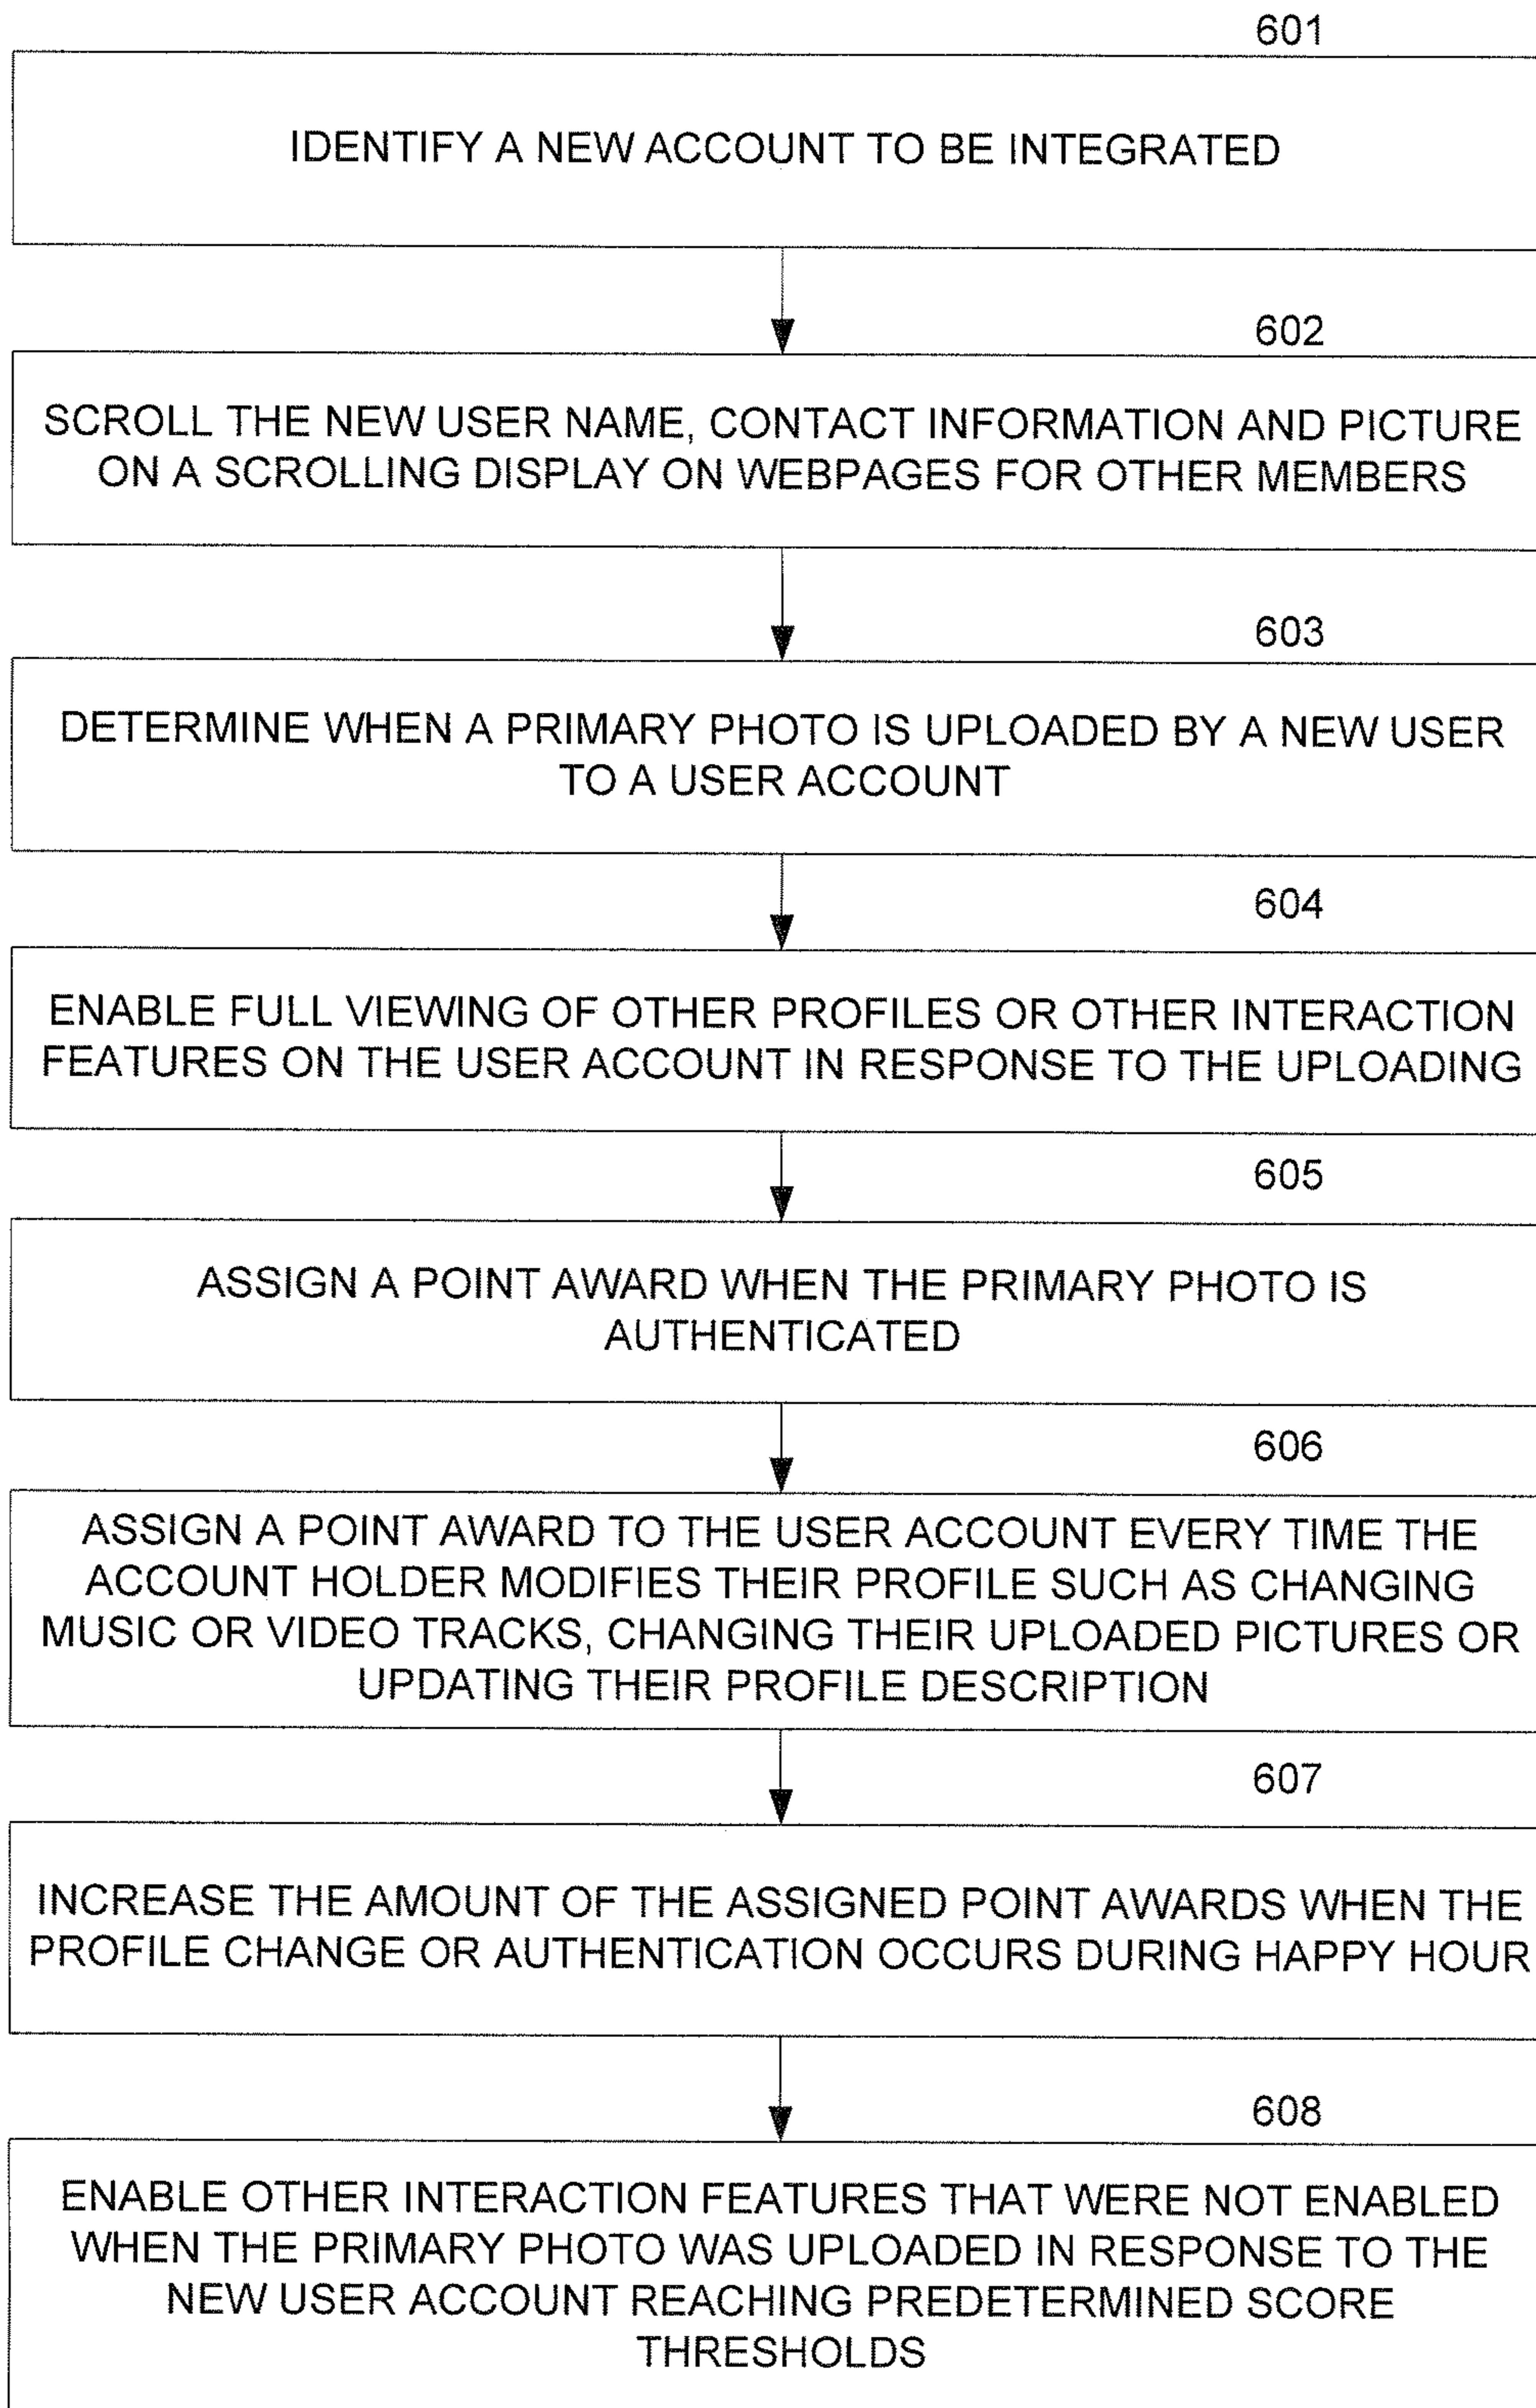 601
IDENTIFY A NEW ACCOUNT TO BE INTEGRATED
602
SCROLL THE NEW USER NAME, CONTACT INFORMATION AND PICTURE
ON A SCROLLING DISPLAY ON WEBPAGES FOR OTHER MEMBERS
603
DETERMINE WHEN A PRIMARY PHOTO IS UPLOADED BY A NEW USER
TO A USER ACCOUNT
604
ENABLE FULL VIEWING OF OTHER PROFILES OR OTHER INTERACTION
FEATURES ON THE USER ACCOUNT IN RESPONSE TO THE UPLOADING
605
ASSIGN A POINT AWARD WHEN THE PRIMARY PHOTO IS
AUTHENTICATED
606
ASSIGN A POINT AWARD TO THE USER ACCOUNT EVERY TIME THE
ACCOUNT HOLDER MODIFIES THEIR PROFILE SUCH AS CHANGING
MUSIC OR VIDEO TRACKS, CHANGING THEIR UPLOADED PICTURES OR
UPDATING THEIR PROFILE DESCRIPTION
607
INCREASE THE AMOUNT OF THE ASSIGNED POINT AWARDS WHEN THE
PROFILE CHANGE OR AUTHENTICATION OCCURS DURING HAPPY HOUR
608
ENABLE OTHER INTERACTION FEATURES THAT WERE NOT ENABLED
WHEN THE PRIMARY PHOTO WAS UPLOADED IN RESPONSE TO THE
NEW USER ACCOUNT REACHING PREDETERMINED SCORE
THRESHOLDS